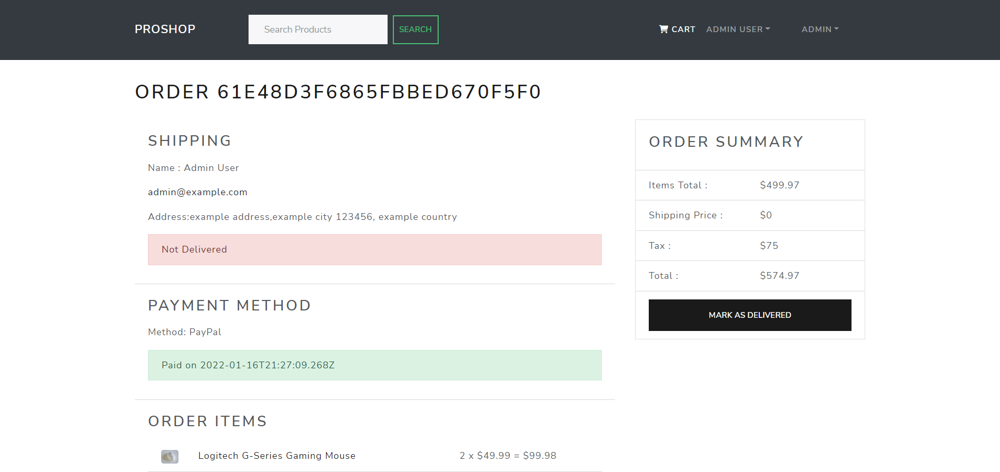 PROSHOP
Search Products
SEARCH
CART
ADMIN USER
ADMIN
ORDER 61E48D3F6865FBBED670F5F0
SHIPPING
Name : Admin User
admin@example.com
Address:example address,example city 123456, example country
Not Delivered
PAYMENT METHOD
Method: PayPal
Paid on 2022-01-16T21:27:09.268Z
ORDER ITEMS
Logitech G-Series Gaming Mouse
2 x $49.99 = $99.98
ORDER SUMMARY
Items Total : $499.97
Shipping Price : $0
Tax : $75
Total : $574.97
MARK AS DELIVERED